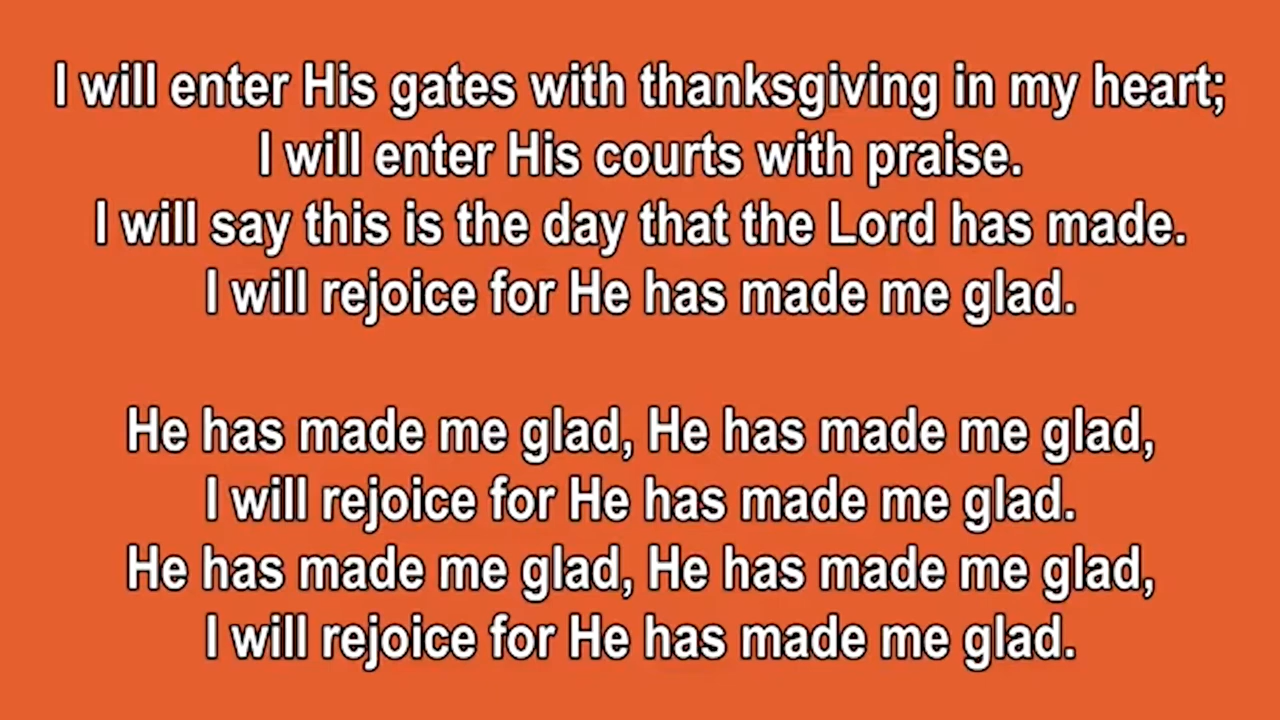 I will enter His gates with thanksgiving in my heart;
I will enter His courts with praise.
I will say this is the day that the Lord has made.
I will rejoice for He has made me glad.
He has made me glad, He has made me glad,
I will rejoice for He has made me glad.
He has made me glad, He has made me glad,
I will rejoice for He has made me glad.